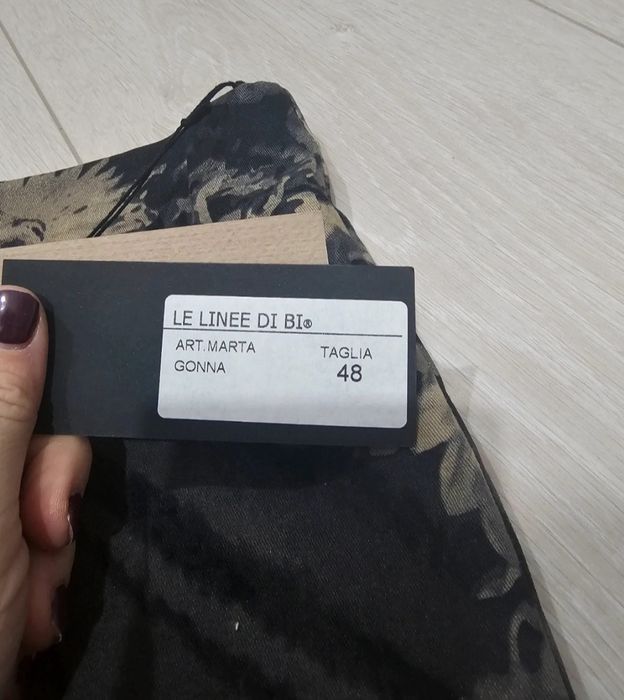 LE LINEE DI BI®
ART.MARTA
GONNA
TAGLIA
48